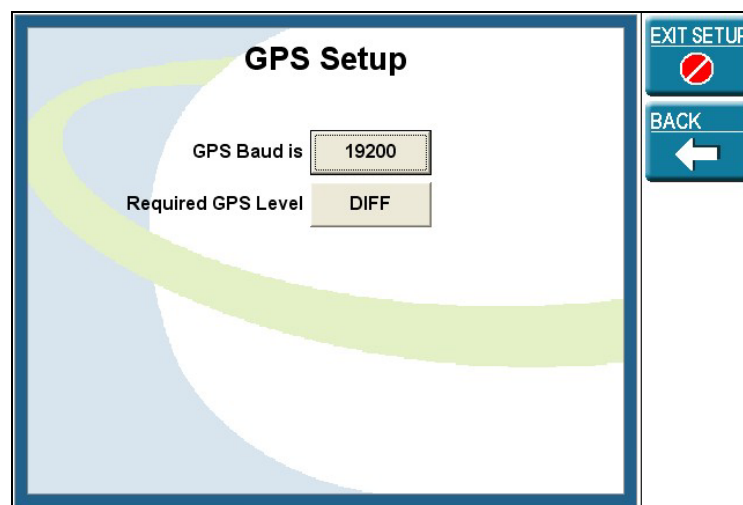 GPS Setup
GPS Baud is 19200
Required GPS Level DIFF
EXIT SETUP
BACK